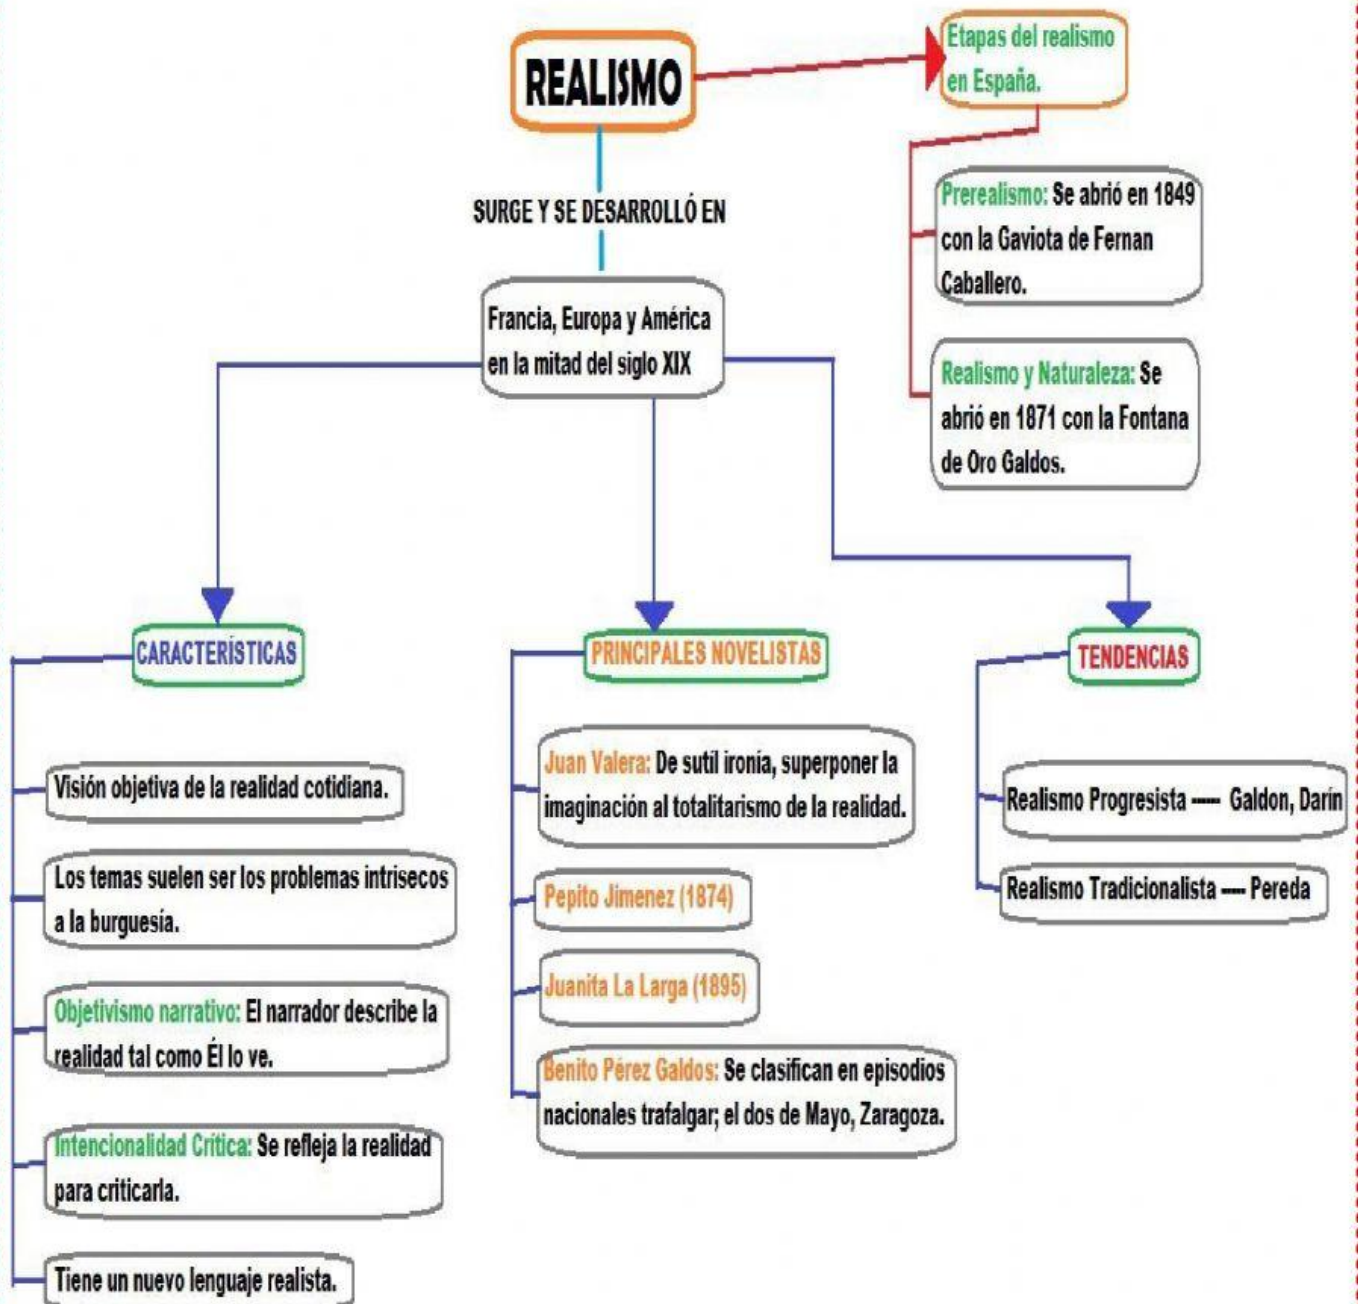 REALISMO
Etapas del realismo
en España.
Prerealismo: Se abrió en 1849
con la Gaviota de Fernan
Caballero.
Realismo y Naturaleza: Se
abrió en 1871 con la Fontana
de Oro Galdos.
SURGE Y SE DESARROLLÓ EN
Francia, Europa y América
en la mitad del siglo XIX
CARACTERÍSTICAS
Visión objetiva de la realidad cotidiana.
Los temas suelen ser los problemas intrisecos
a la burguesía.
Objetivismo narrativo: El narrador describe la
realidad tal como Él lo ve.
Intencionalidad Crítica: Se refleja la realidad
para criticarla.
Tiene un nuevo lenguaje realista.
PRINCIPALES NOVELISTAS
Juan Valera: De sutil ironía, superponer la
imaginación al totalitarismo de la realidad.
Pepito Jimenez (1874)
Juanita La Larga (1895)
Benito Pérez Galdos: Se clasifican en episodios
nacionales trafalgar; el dos de Mayo, Zaragoza.
TENDENCIAS
Realismo Progresista ----- Galdon, Darín
Realismo Tradicionalista ---- Pereda